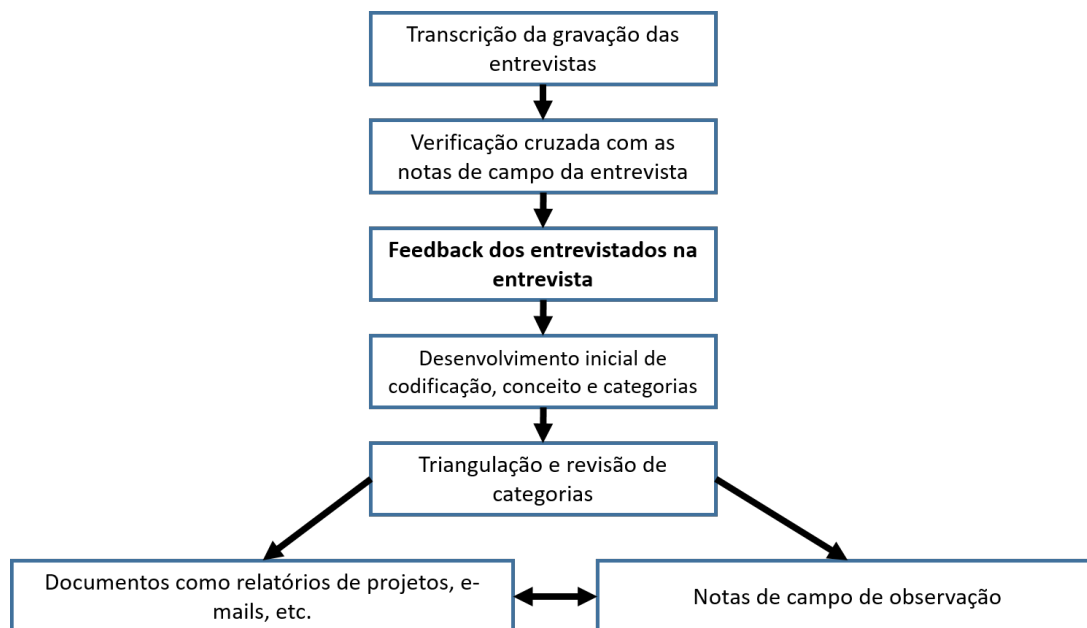 Transcrição da gravação das
entrevistas
Verificação cruzada com as
notas de campo da entrevista
Feedback dos entrevistados na
entrevista
Desenvolvimento inicial de
codificação, conceito e categorias
Triangulação e revisão de
categorias
Documentos como relatórios de projetos, e-
mails, etc.
Notas de campo de observação